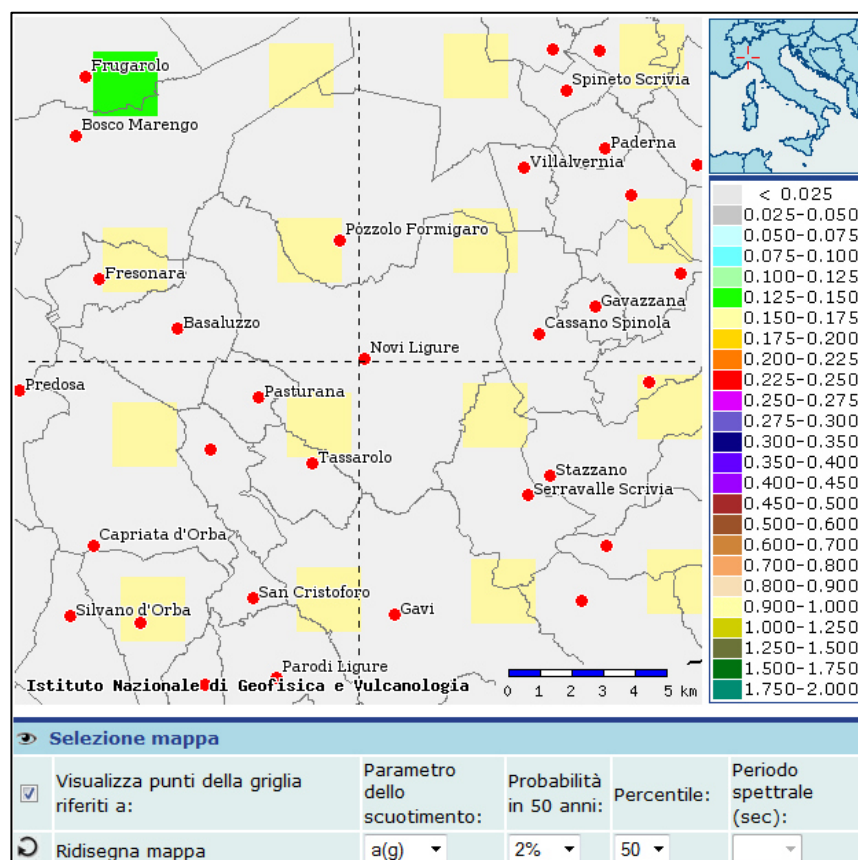 Frugarolo
Spineto Scrivia
Bosco Marengo
Paderna
Villalvernia
Pozzolo Formigaro
Fresonara
Gavazzana
Basaluzzo
Cassano Spinola
Novi Ligure
Predosa
Pasturana
Tassarolo
Stazzano
Serravalle Scrivia
Capriata d'Orba
San Cristoforo
Silvano d'Orba
Gavi
Parodi Ligure
Istituto Nazionale di Geofisica e Vulcanologia
0 1 2 3 4 5 km
< 0.025
0.025-0.050
0.050-0.075
0.075-0.100
0.100-0.125
0.125-0.150
0.150-0.175
0.175-0.200
0.200-0.225
0.225-0.250
0.250-0.275
0.275-0.300
0.300-0.350
0.350-0.400
0.400-0.450
0.450-0.500
0.500-0.600
0.600-0.700
0.700-0.800
0.800-0.900
0.900-1.000
1.000-1.250
1.250-1.500
1.500-1.750
1.750-2.000
Selezione mappa
Visualizza punti della griglia
riferiti a:
Parametro
dello
scuotimento:
Probabilità
in 50 anni:
Percentile:
Periodo
spettrale
(sec):
Ridisegna mappa
a(g)
2%
50